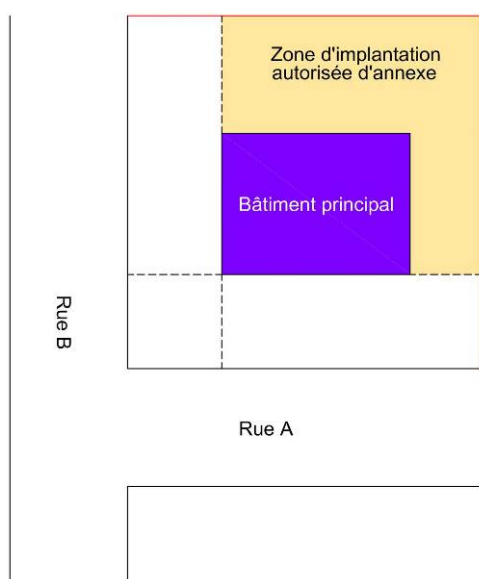 Zone d'implantation
autorisée d'annexe
Bâtiment principal
Rue B
Rue A